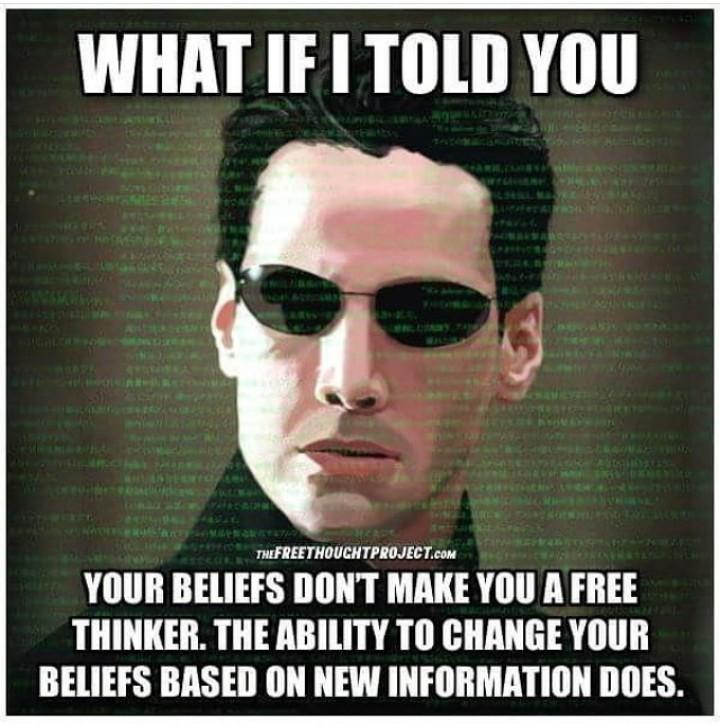 WHAT IF I TOLD YOU
THEFREETHOUGHTPROJECT.COM
YOUR BELIEFS DON'T MAKE YOU A FREE
THINKER. THE ABILITY TO CHANGE YOUR
BELIEFS BASED ON NEW INFORMATION DOES.